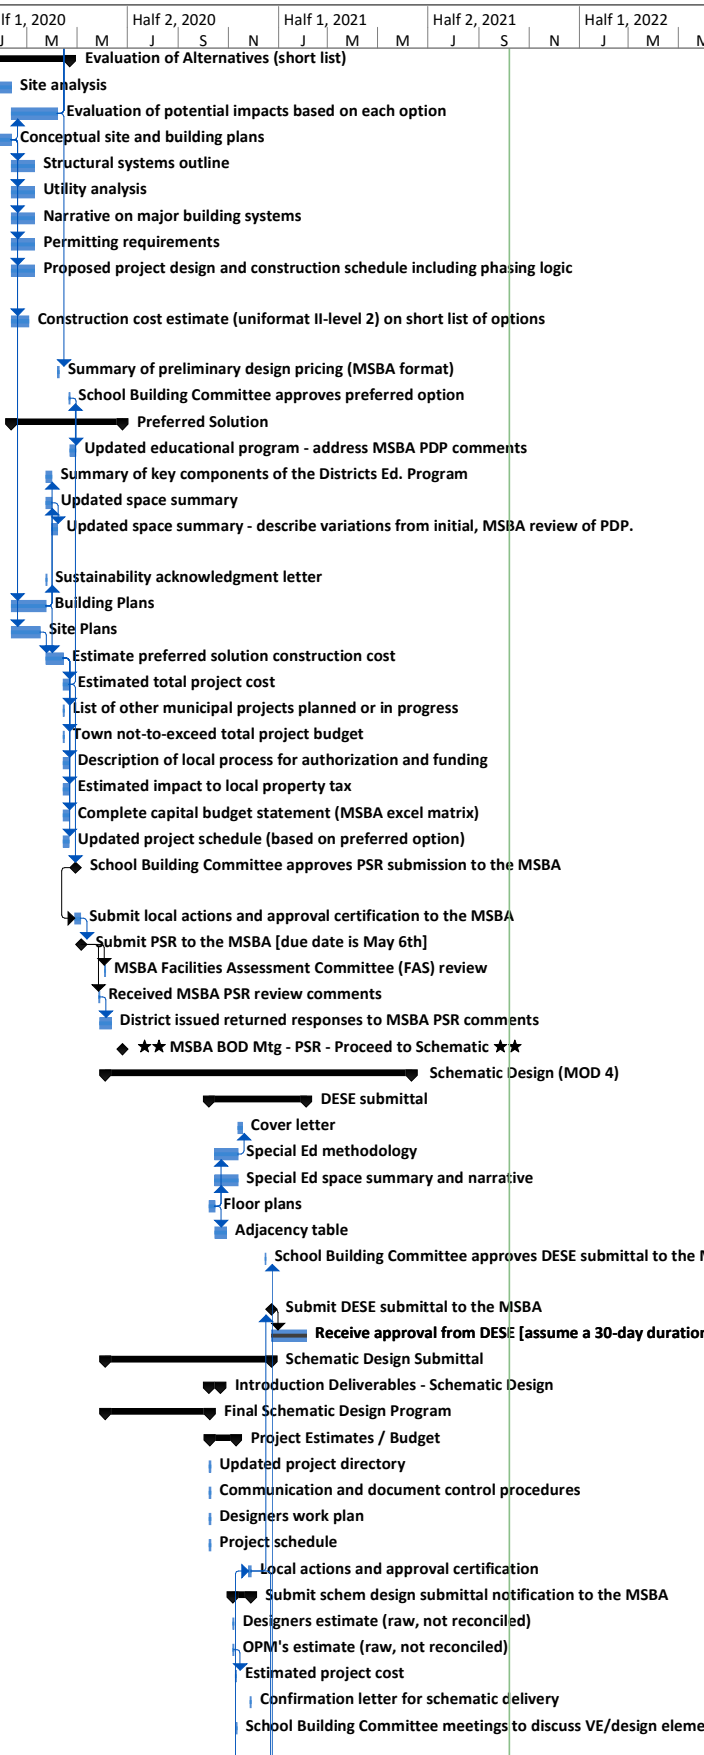 lf 1, 2020 Half 2, 2020 Half 1, 2021 Half 2, 2021 Half 1, 2022
J M M J S N J M M J S N J M M
Evaluation of Alternatives (short list)
Site analysis
Evaluation of potential impacts based on each option
Conceptual site and building plans
Structural systems outline
Utility analysis
Narrative on major building systems
Permitting requirements
Proposed project design and construction schedule including phasing logic
Construction cost estimate (uniformat II-level 2) on short list of options
Summary of preliminary design pricing (MSBA format)
School Building Committee approves preferred option
Preferred Solution
Updated educational program - address MSBA PDP comments
Summary of key components of the Districts Ed. Program
Updated space summary
Updated space summary - describe variations from initial, MSBA review of PDP.
Sustainability acknowledgment letter
Building Plans
Site Plans
Estimate preferred solution construction cost
Estimated total project cost
List of other municipal projects planned or in progress
Town not-to-exceed total project budget
Description of local process for authorization and funding
Estimated impact to local property tax
Complete capital budget statement (MSBA excel matrix)
Updated project schedule (based on preferred option)
School Building Committee approves PSR submission to the MSBA
Submit local actions and approval certification to the MSBA
Submit PSR to the MSBA [due date is May 6th]
MSBA Facilities Assessment Committee (FAS) review
Received MSBA PSR review comments
District issued returned responses to MSBA PSR comments
★★ MSBA BOD Mtg - PSR - Proceed to Schematic ★★
Schematic Design (MOD 4)
DESE submittal
Cover letter
Special Ed methodology
Special Ed space summary and narrative
Floor plans
Adjacency table
School Building Committee approves DESE submittal to the M
Submit DESE submittal to the MSBA
Receive approval from DESE [assume a 30-day duration
Schematic Design Submittal
Introduction Deliverables - Schematic Design
Final Schematic Design Program
Project Estimates / Budget
Updated project directory
Communication and document control procedures
Designers work plan
Project schedule
Local actions and approval certification
Submit schem design submittal notification to the MSBA
Designers estimate (raw, not reconciled)
OPM's estimate (raw, not reconciled)
Estimated project cost
Confirmation letter for schematic delivery
School Building Committee meetings to discuss VE/design eleme